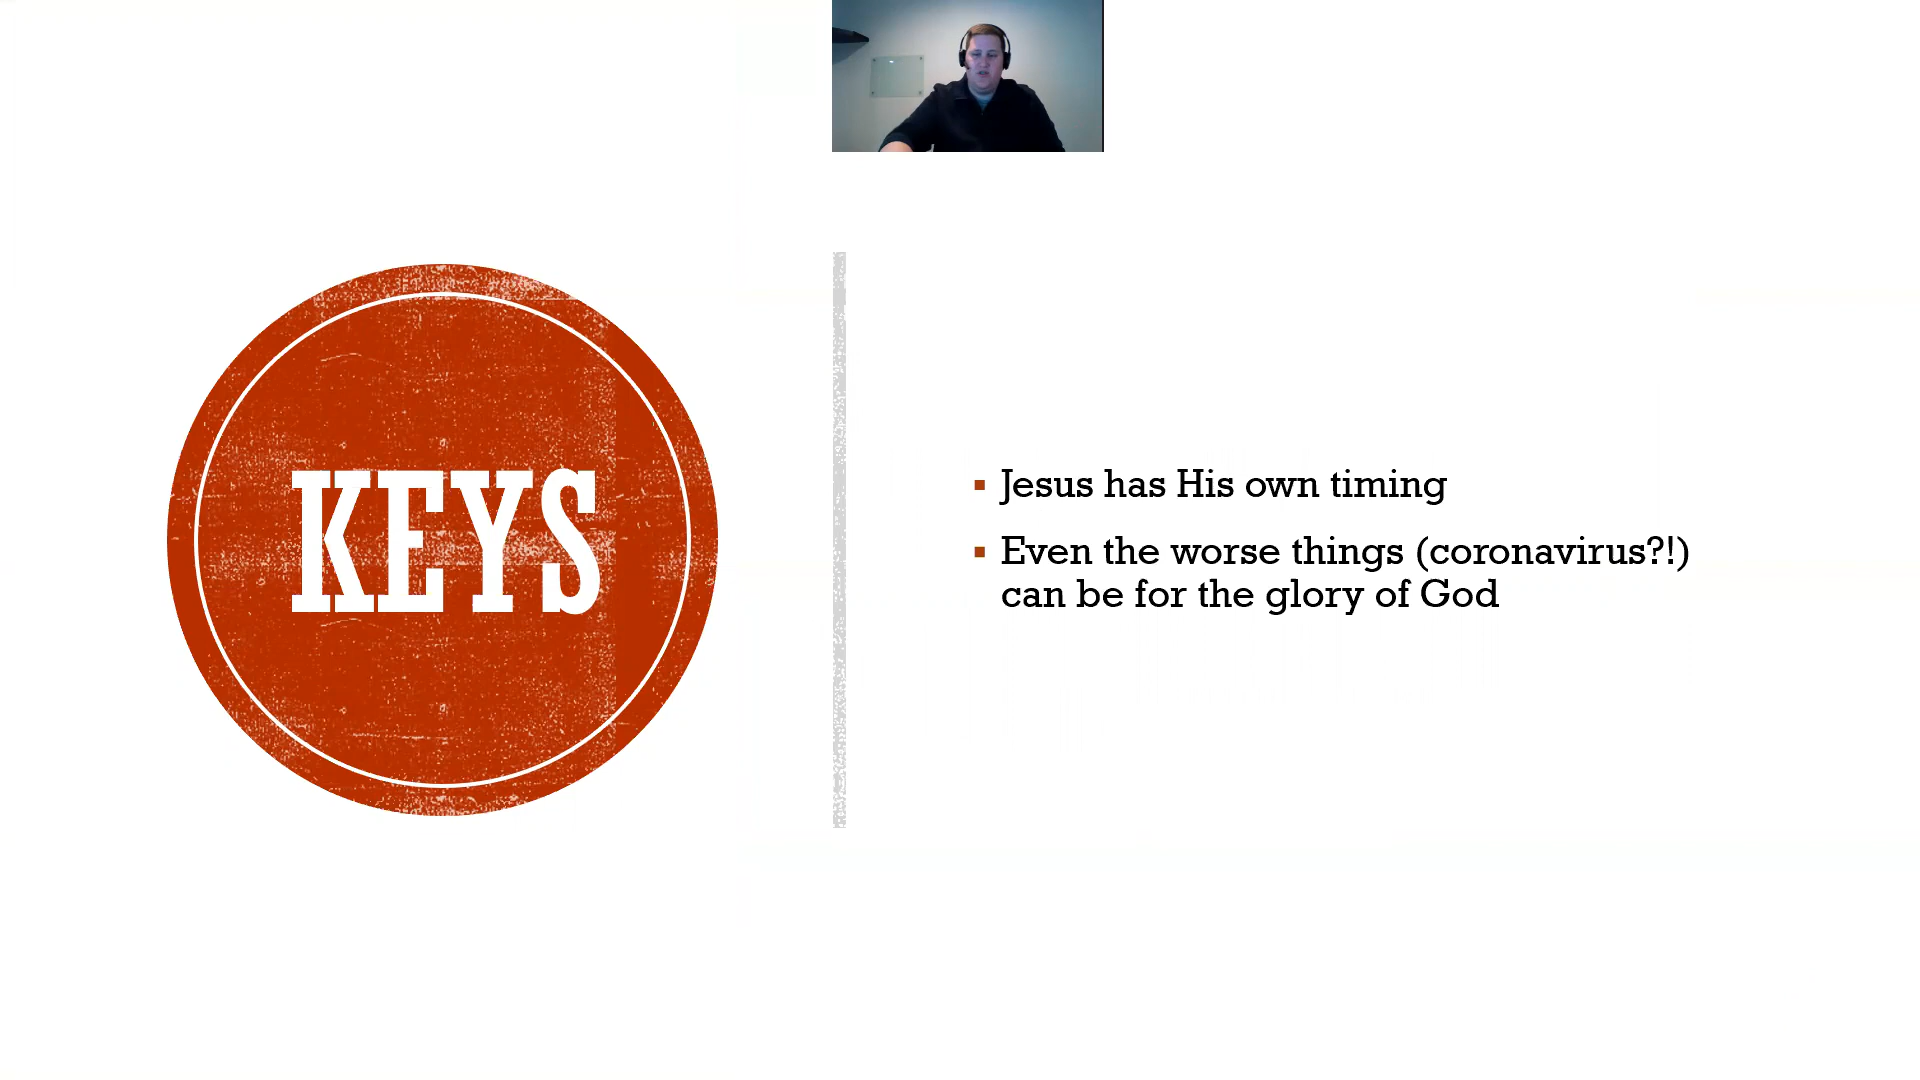 KEYS
Jesus has His own timing
Even the worse things (coronavirus?!)
can be for the glory of God